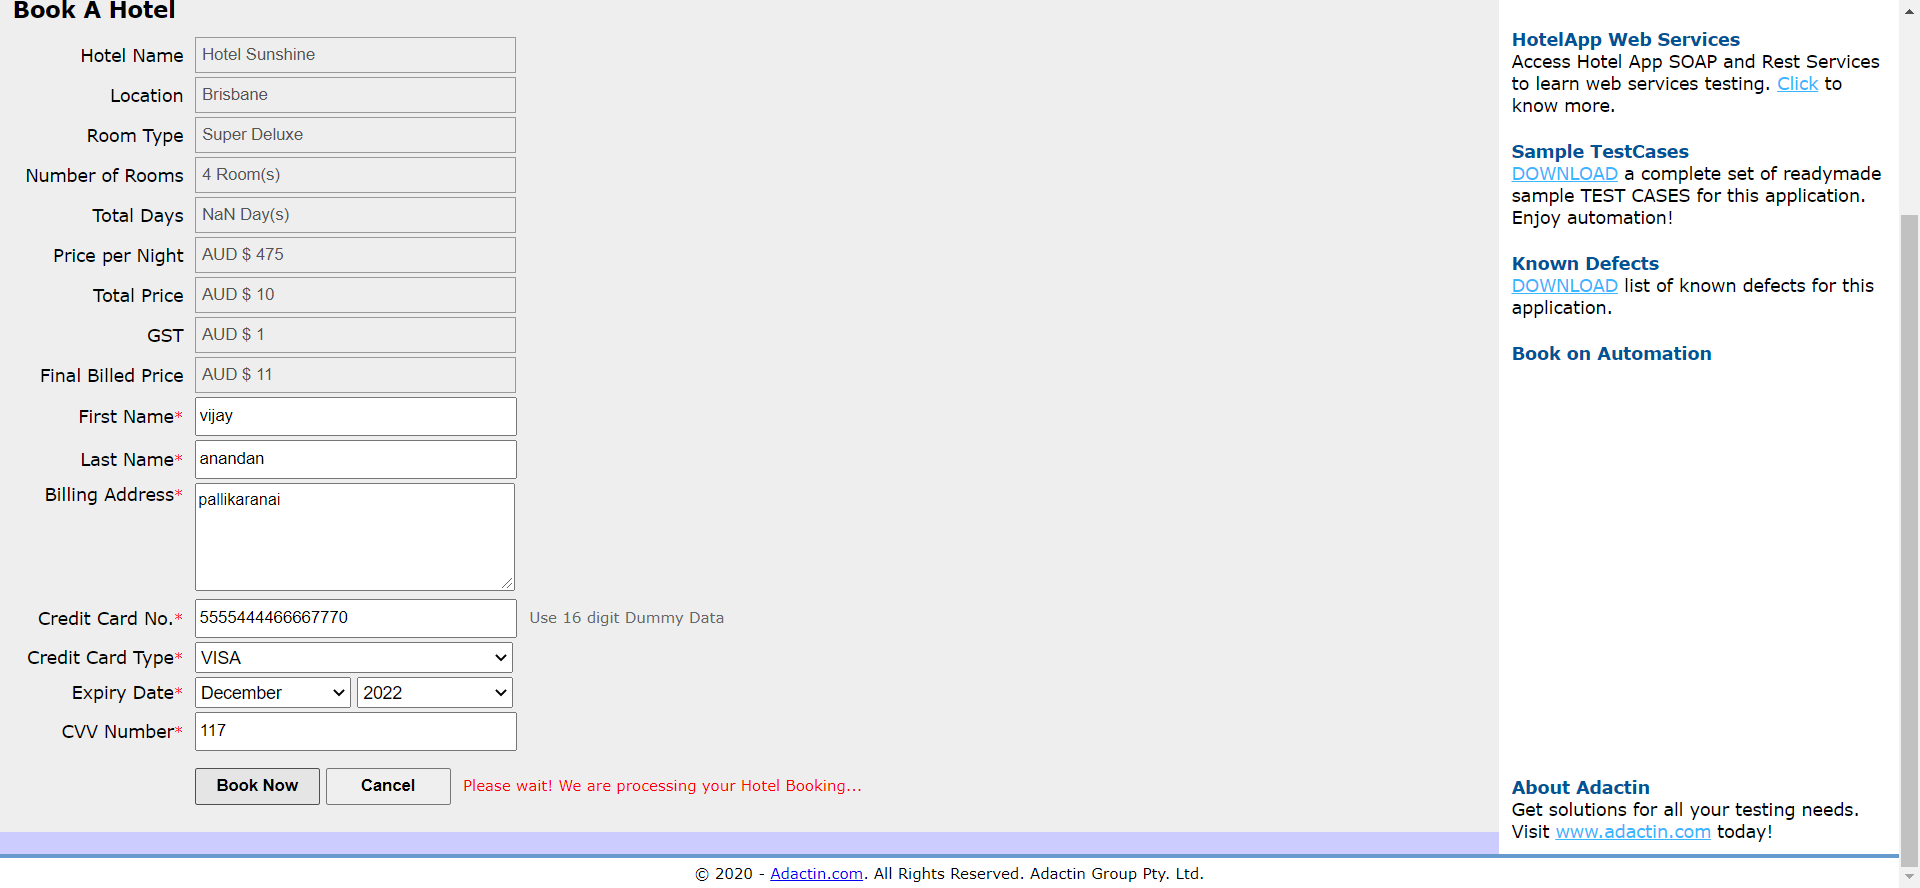 Book A Hotel
Hotel Name Hotel Sunshine
Location Brisbane
Room Type Super Deluxe
Number of Rooms 4 Room(s)
Total Days NaN Day(s)
Price per Night AUD $ 475
Total Price AUD $ 10
GST AUD $ 1
Final Billed Price AUD $ 11
First Name* vijay
Last Name* anandan
Billing Address* pallikaranai
Credit Card No.* 5555444466667770 Use 16 digit Dummy Data
Credit Card Type* VISA
Expiry Date* December 2022
CVV Number* 117
Book Now Cancel Please wait! We are processing your Hotel Booking...
HotelApp Web Services
Access Hotel App SOAP and Rest Services
to learn web services testing. Click to
know more.
Sample TestCases
DOWNLOAD a complete set of readymade
sample TEST CASES for this application.
Enjoy automation!
Known Defects
DOWNLOAD list of known defects for this
application.
Book on Automation
About Adactin
Get solutions for all your testing needs.
Visit www.adactin.com today!
© 2020 - Adactin.com. All Rights Reserved. Adactin Group Pty. Ltd.